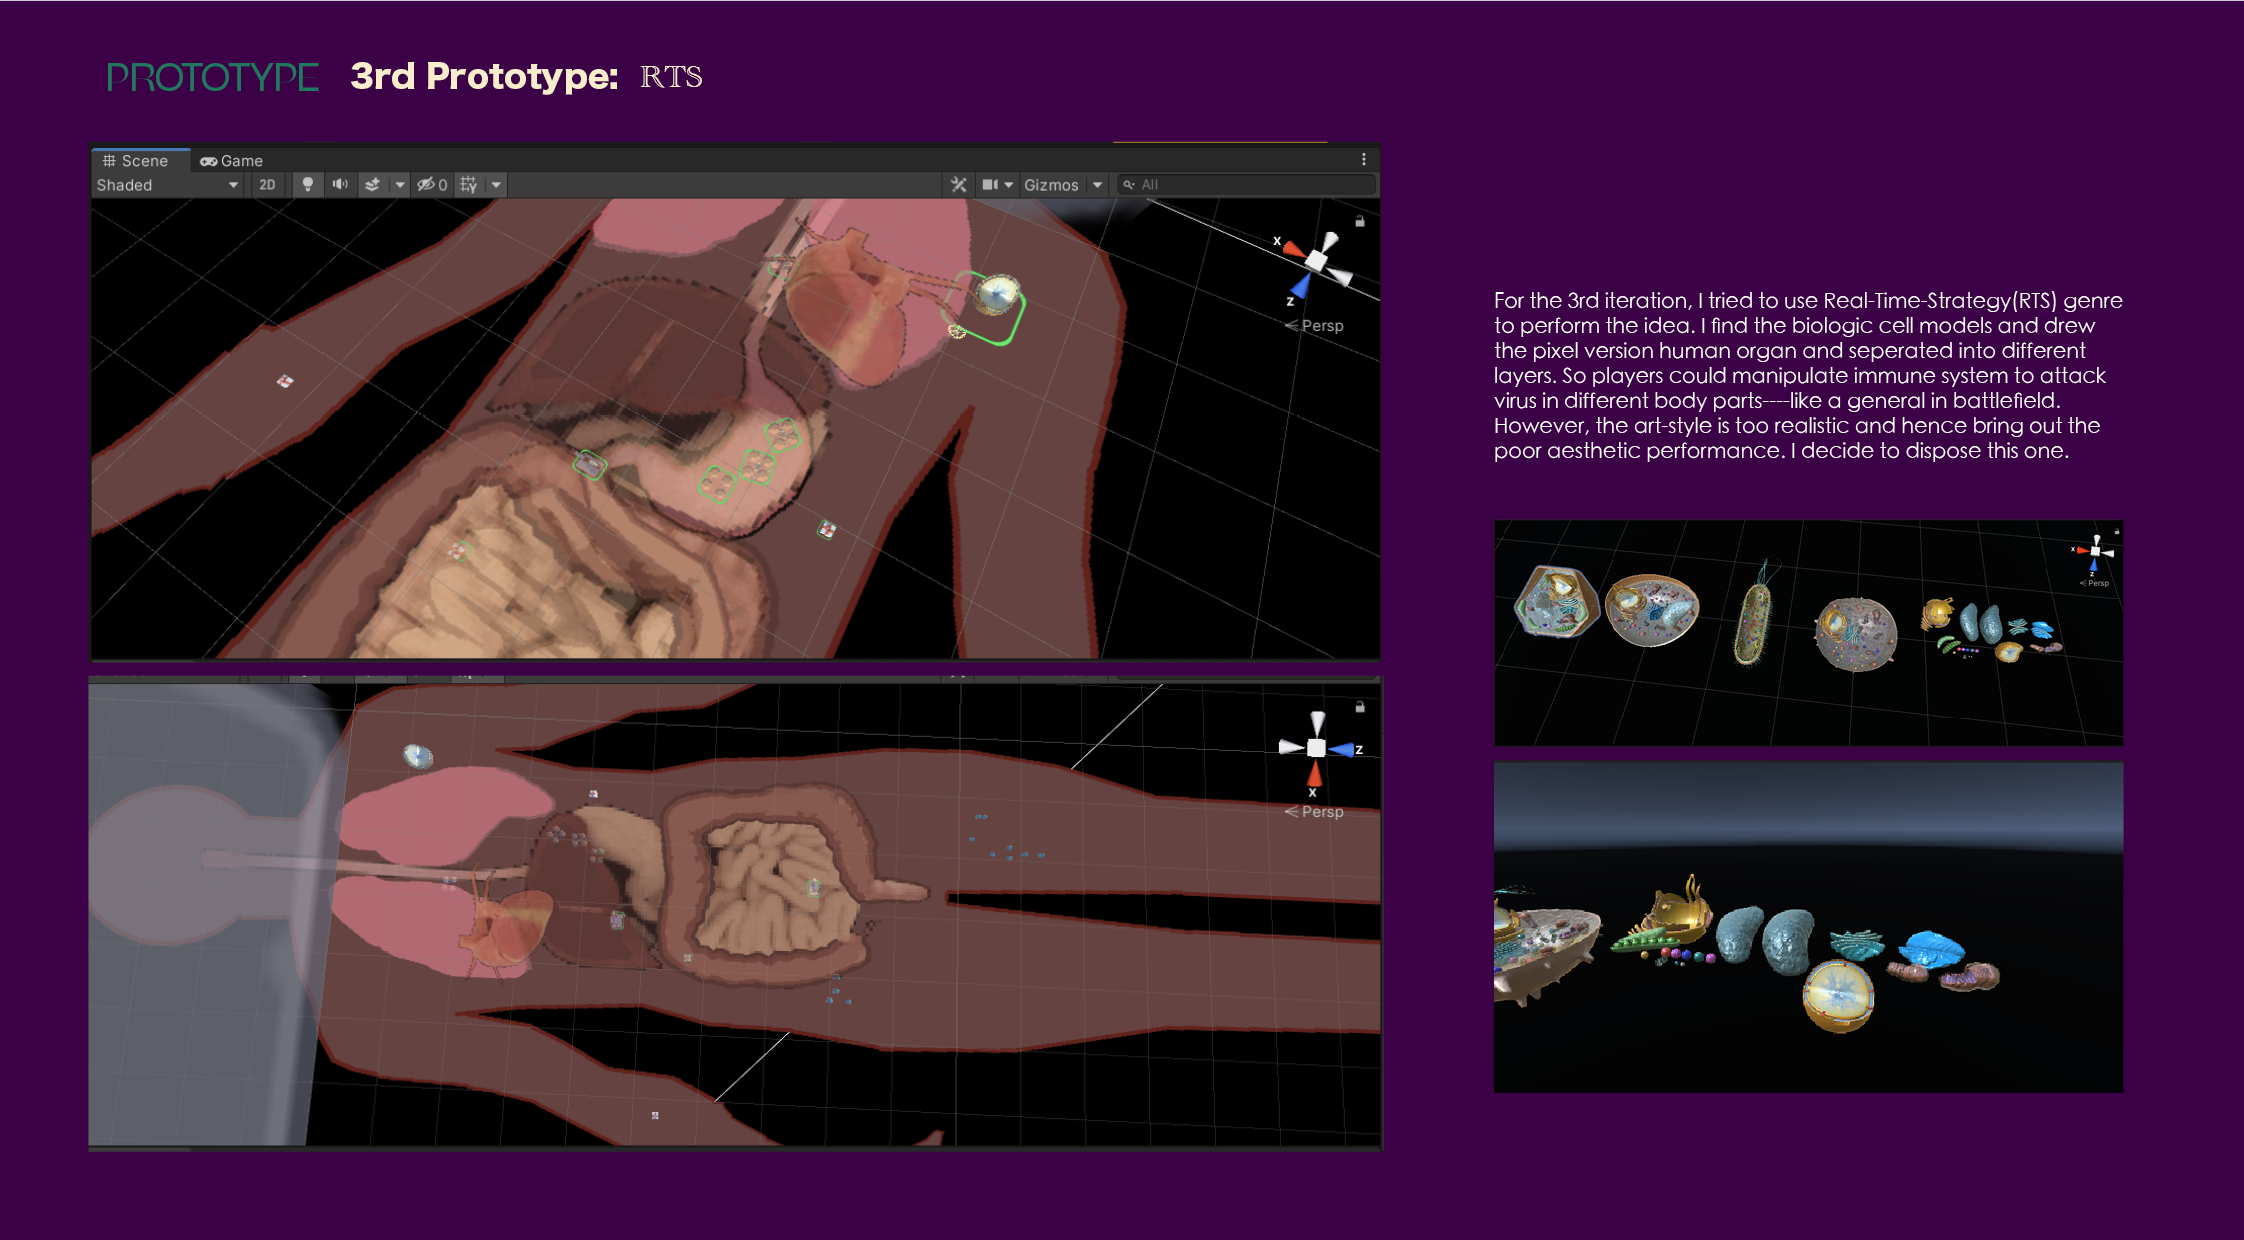 PROTOTYPE 3rd Prototype: RTS
Scene Game
Shaded 2D 0 Gizmos All
x
z
Persp
For the 3rd iteration, I tried to use Real-Time-Strategy(RTS) genre
to perform the idea. I find the biologic cell models and drew
the pixel version human organ and seperated into different
layers. So players could manipulate immune system to attack
virus in different body parts----like a general in battlefield.
However, the art-style is too realistic and hence bring out the
poor aesthetic performance. I decide to dispose this one.
x
z
Persp
z
x
Persp